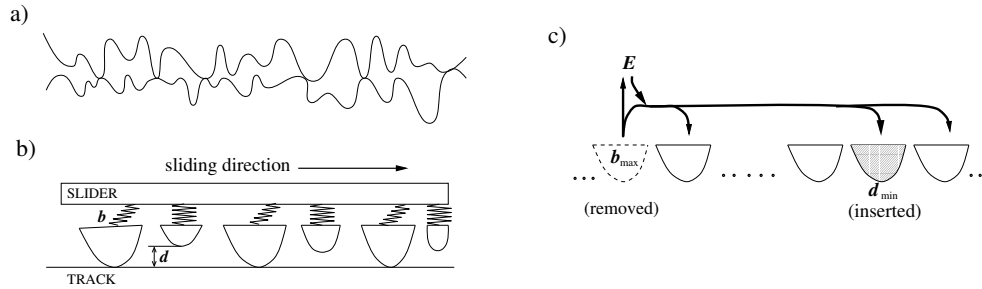 a)
b)
sliding direction
SLIDER
b
d
TRACK
c)
E
b max
d min
(removed)
(inserted)